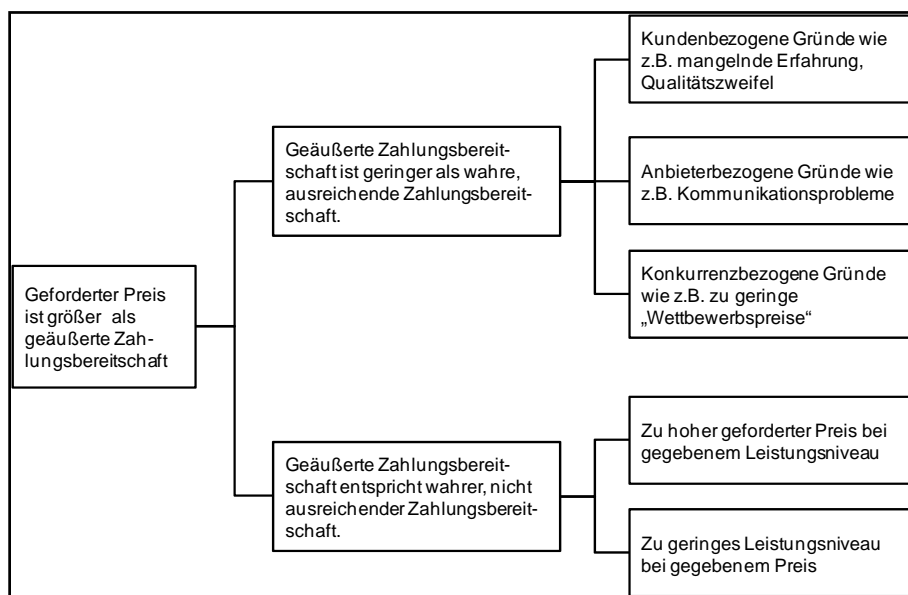 Geforderter Preis
ist größer als
geäußerte Zah-
lungsbereitschaft
Geäußerte Zahlungsbereit-
schaft ist geringer als wahre,
ausreichende Zahlungsbereit-
schaft.
Kundenbezogene Gründe wie
z.B. mangelnde Erfahrung,
Qualitätszweifel
Anbieterbezogene Gründe wie
z.B. Kommunikationsprobleme
Konkurrenzbezogene Gründe
wie z.B. zu geringe
„Wettbewerbspreise“
Geäußerte Zahlungsbereit-
schaft entspricht wahrer, nicht
ausreichender Zahlungsbereit-
schaft.
Zu hoher geforderter Preis bei
gegebenem Leistungsniveau
Zu geringes Leistungsniveau
bei gegebenem Preis